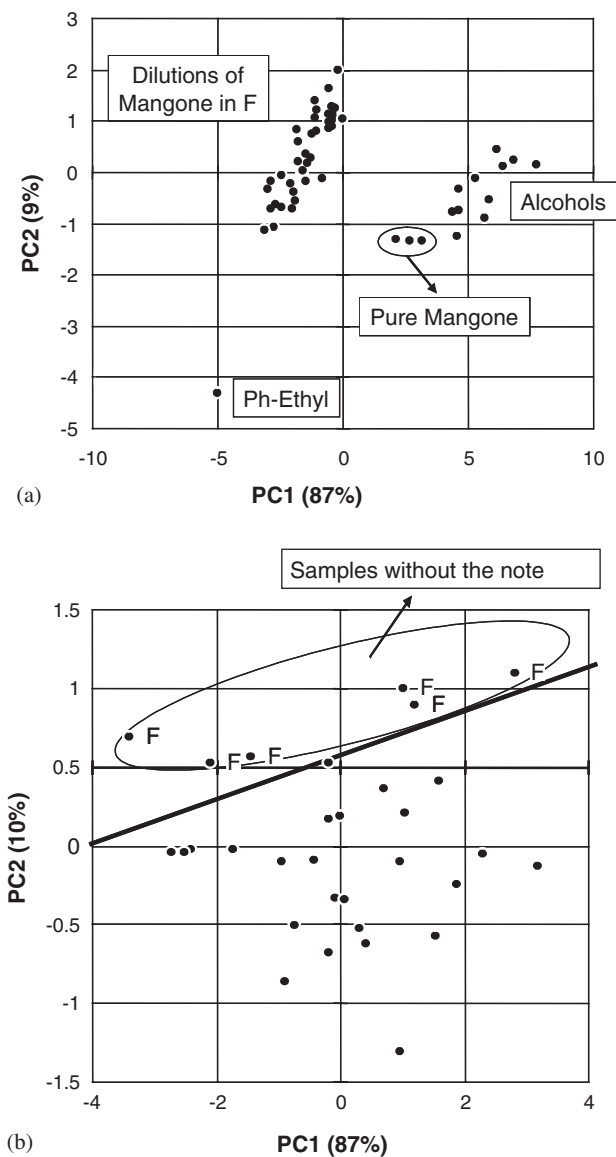 3
2
1
0
-1
-2
-3
-4
-5
PC2 (9%)
Dilutions of
Mangone in F
Alcohols
Pure Mangone
Ph-Ethyl
-10
-5
0
5
10
(a)
PC1 (87%)
Samples without the note
1.5
1
0.5
0
-0.5
-1
-1.5
PC2 (10%)
F
F
F
F
F
F
-4
-2
0
2
4
(b)
PC1 (87%)